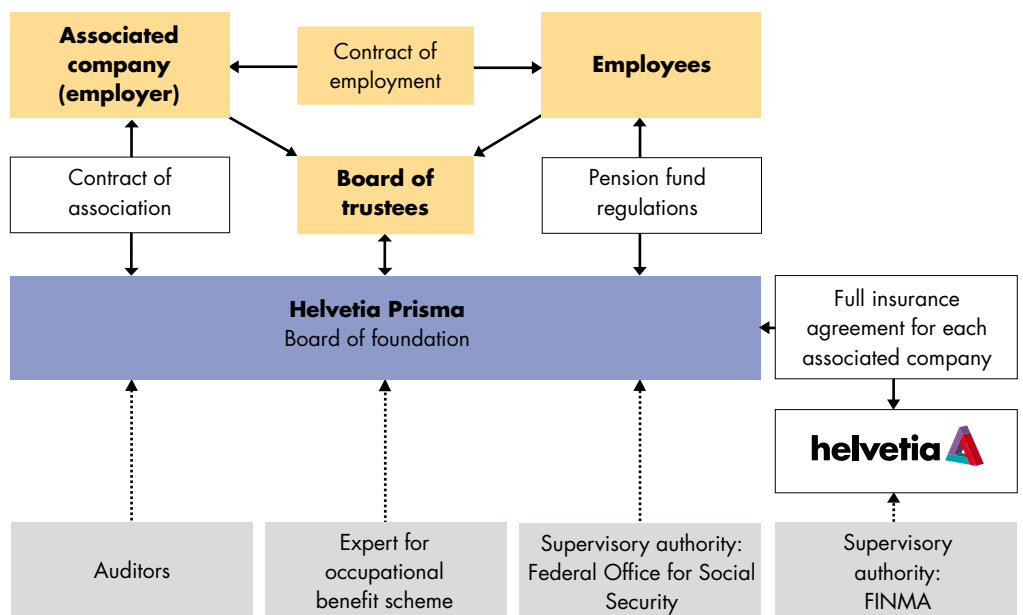 Associated
company
(employer)
Contract of
employment
Employees
Contract of
association
Board of
trustees
Pension fund
regulations
Helvetia Prisma
Board of foundation
Full insurance
agreement for each
associated company
helvetia
Auditors
Expert for
occupational
benefit scheme
Supervisory authority:
Federal Office for Social
Security
Supervisory
authority:
FINMA